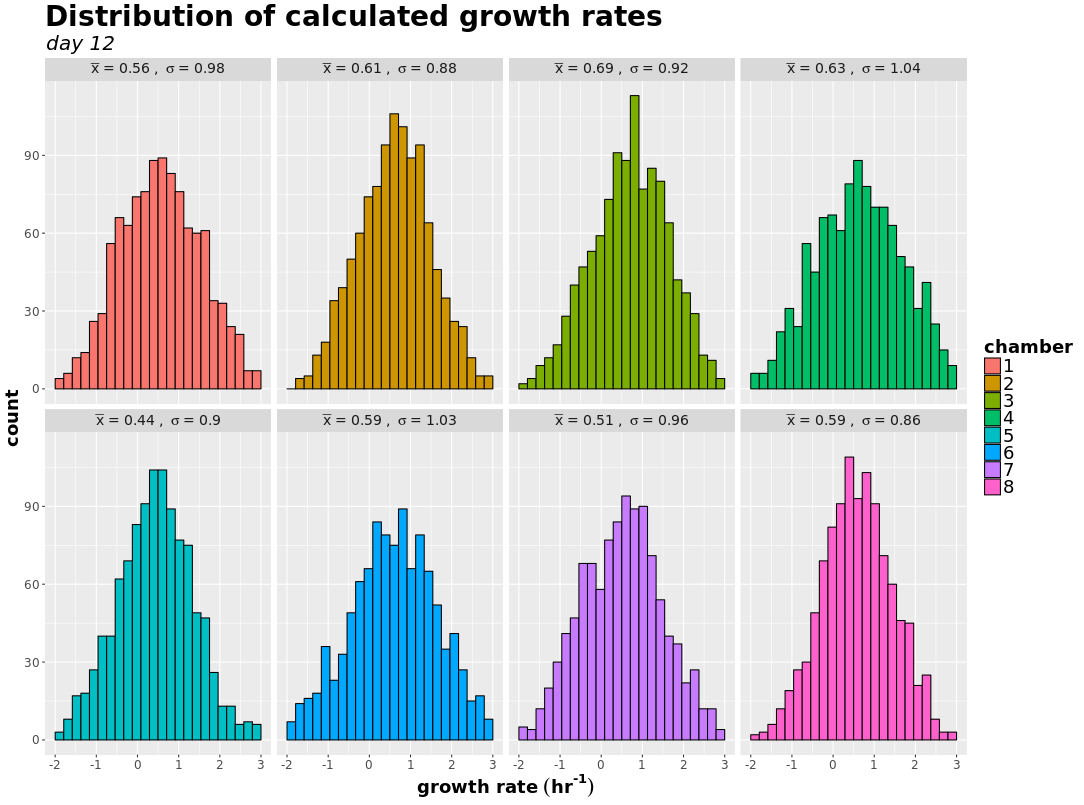 Distribution of calculated growth rates
day 12
x̅ = 0.56 , σ = 0.98
x̅ = 0.61 , σ = 0.88
x̅ = 0.69 , σ = 0.92
x̅ = 0.63 , σ = 1.04
90
60
30
0
count
x̅ = 0.44 , σ = 0.9
x̅ = 0.59 , σ = 1.03
x̅ = 0.51 , σ = 0.96
x̅ = 0.59 , σ = 0.86
90
60
30
0
-2 -1 0 1 2 3
-2 -1 0 1 2 3
-2 -1 0 1 2 3
-2 -1 0 1 2 3
growth rate (hr⁻¹)
chamber
1
2
3
4
5
6
7
8